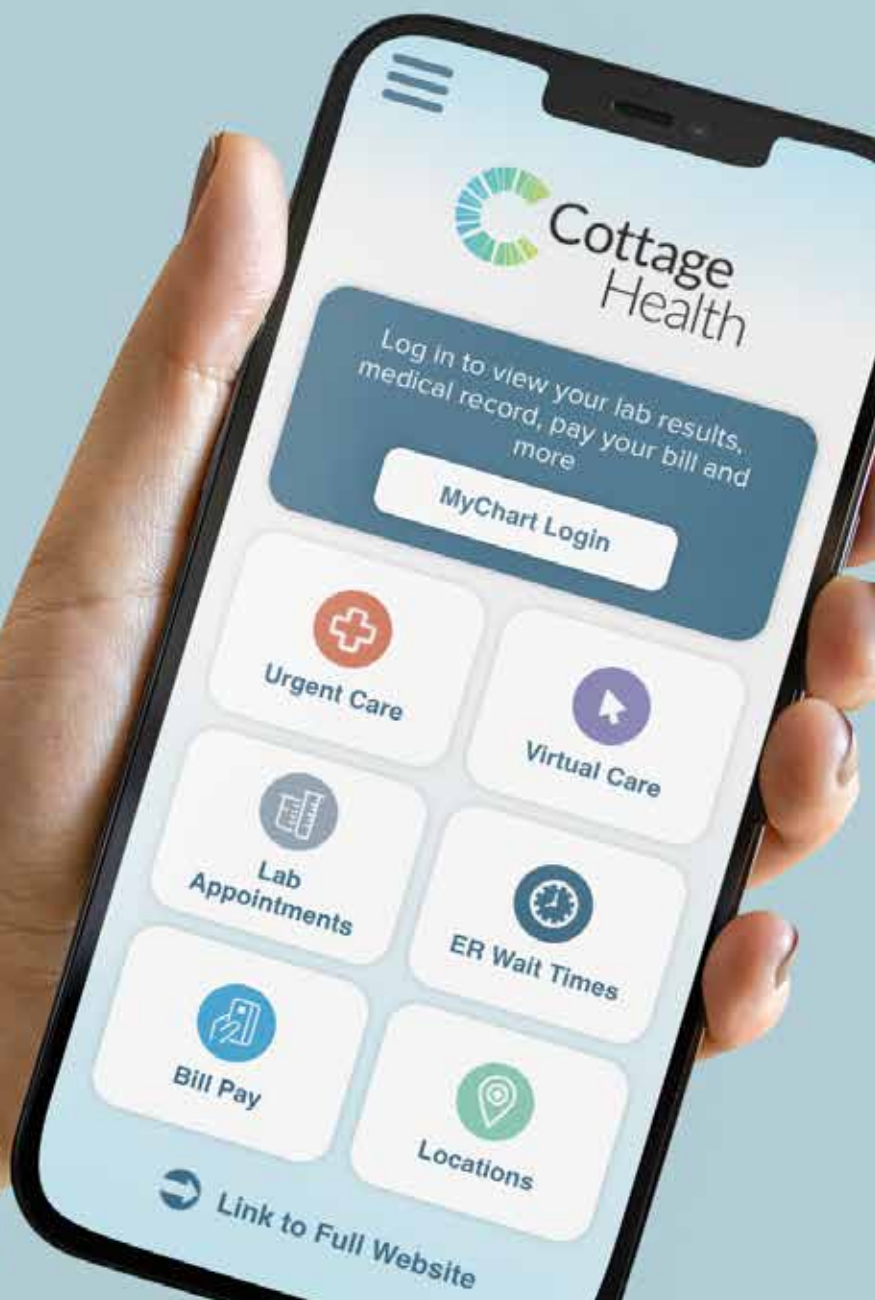 Cottage
Health
Log in to view your lab results,
medical record, pay your bill and
more
MyChart Login
Urgent Care
Virtual Care
Lab
Appointments
ER Wait Times
Bill Pay
Locations
Link to Full Website